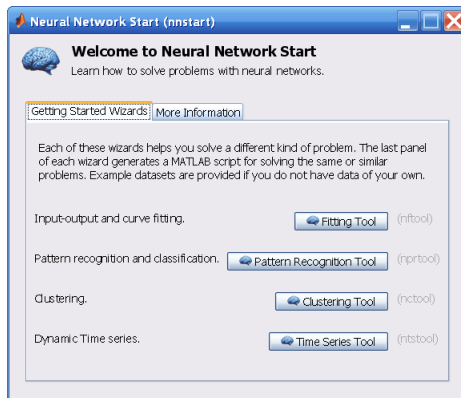 Neural Network Start (nnstart)
Welcome to Neural Network Start
Learn how to solve problems with neural networks.
Getting Started Wizards More Information
Each of these wizards helps you solve a different kind of problem. The last panel
of each wizard generates a MATLAB script for solving the same or similar
problems. Example datasets are provided if you do not have data of your own.
Input-output and curve fitting. Fitting Tool (nftool)
Pattern recognition and classification. Pattern Recognition Tool (nprtool)
Clustering. Clustering Tool (nctool)
Dynamic Time series. Time Series Tool (ntstool)